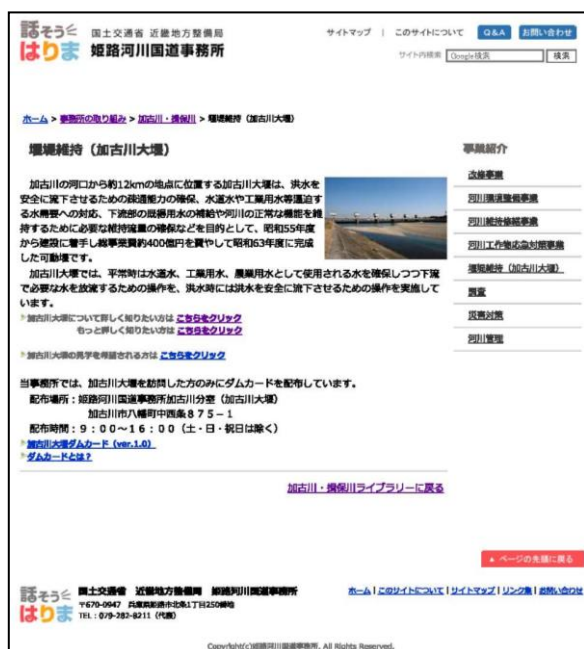 話そう
はりま
国土交通省 近畿地方整備局
姫路河川国道事務所
サイトマップ | このサイトについて Q&A お問い合わせ
サイト内検索 Google検索 検索
ホーム > 事務所の取り組み > 加古川・揖保川 > 堰堤維持（加古川大堰）
堰堤維持（加古川大堰）
加古川の河口から約12kmの地点に位置する加古川大堰は、洪水を
安全に流下させるための疎通能力の確保、水道水や工業用水等逼迫す
る水需要への対応、下流部の既得用水の補給や河川の正常な機能を維
持するために必要な維持流量の確保などを目的として、昭和55年度
から建設に着手し総事業費約400億円を費やして昭和63年度に完成
した可動堰です。
加古川大堰では、平常時は水道水、工業用水、農業用水として使用される水を確保しつつ下流
で必要な水を放流するための操作を、洪水時には洪水を安全に流下させるための操作を実施して
います。
加古川大堰について詳しく知りたい方は こちらをクリック
もっと詳しく知りたい方は こちらをクリック
加古川大堰の見学を希望される方は こちらをクリック
当事務所では、加古川大堰を訪問した方のみにダムカードを配布しています。
配布場所：姫路河川国道事務所加古川分室（加古川大堰）
加古川市八幡町中西条８７５－１
配布時間：９：００～１６：００（土・日・祝日は除く）
加古川大堰ダムカード（ver.1.0）
ダムカードとは？
加古川・揖保川ライブラリーに戻る
事業紹介
改修事業
河川環境整備事業
河川維持修繕事業
河川工作物応急対策事業
堰堤維持（加古川大堰）
調査
災害対策
河川管理
▲ ページの先頭に戻る
話そう
はりま
国土交通省 近畿地方整備局 姫路河川国道事務所
〒670-0947 兵庫県姫路市北条1丁目250番地
TEL：079-282-8211（代表）
ホーム | このサイトについて | サイトマップ | リンク集 | お問い合わせ
Copyright(c)姫路河川国道事務所. All Rights Reserved.